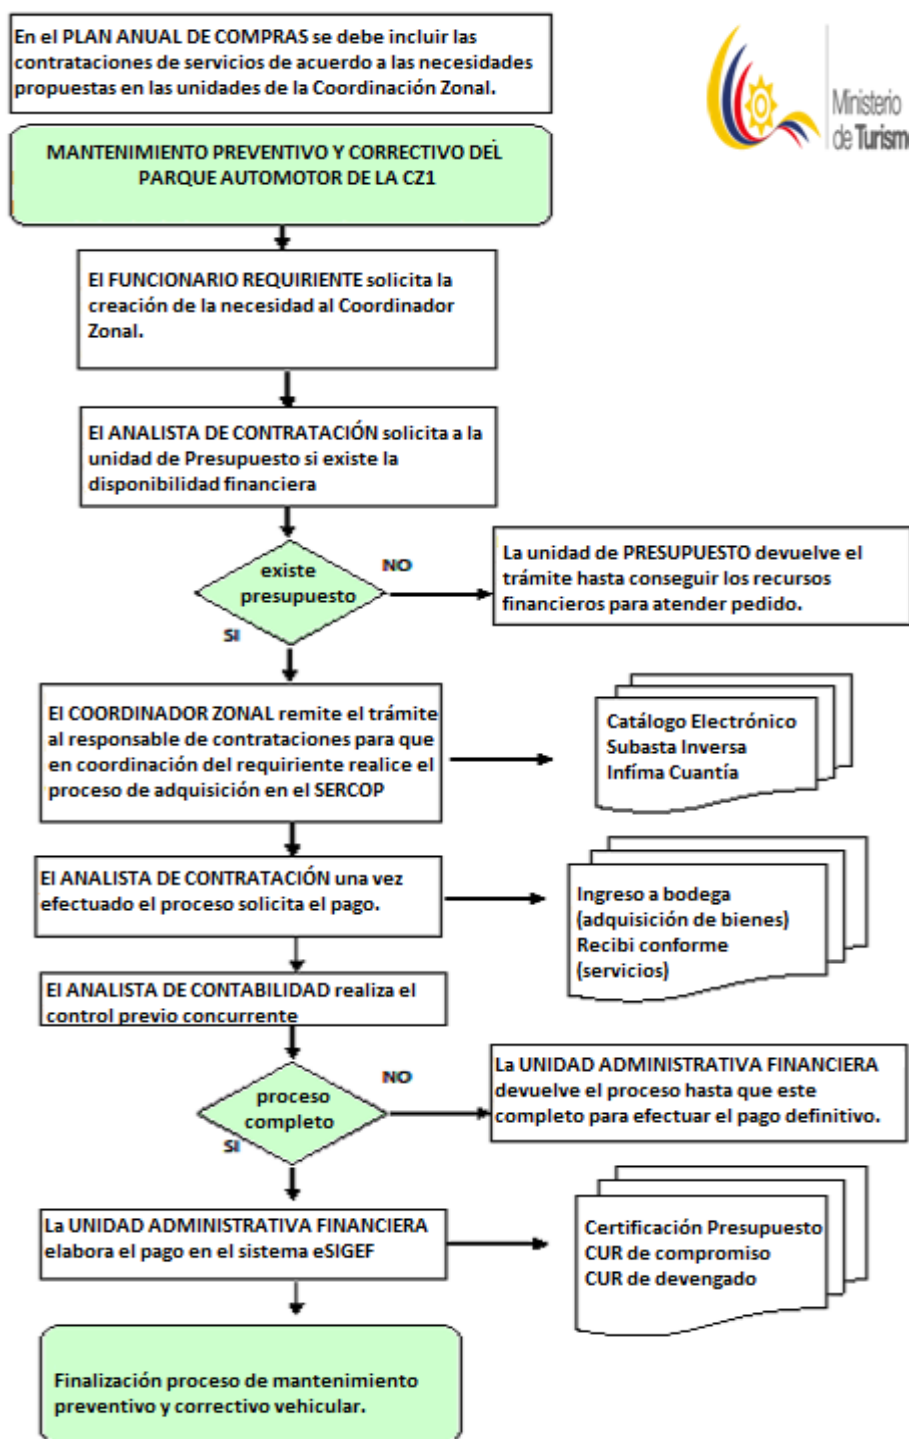 En el PLAN ANUAL DE COMPRAS se debe incluir las
contrataciones de servicios de acuerdo a las necesidades
propuestas en las unidades de la Coordinación Zonal.
Ministerio
de Turismo
MANTENIMIENTO PREVENTIVO Y CORRECTIVO DEL
PARQUE AUTOMOTOR DE LA CZ1
El FUNCIONARIO REQUIRIENTE solicita la
creación de la necesidad al Coordinador
Zonal.
El ANALISTA DE CONTRATACIÓN solicita a la
unidad de Presupuesto si existe la
disponibilidad financiera
existe
presupuesto
NO
SI
La unidad de PRESUPUESTO devuelve el
trámite hasta conseguir los recursos
financieros para atender pedido.
El COORDINADOR ZONAL remite el trámite
al responsable de contrataciones para que
en coordinación del requiriente realice el
proceso de adquisición en el SERCOP
Catálogo Electrónico
Subasta Inversa
Infíma Cuantía
El ANALISTA DE CONTRATACIÓN una vez
efectuado el proceso solicita el pago.
Ingreso a bodega
(adquisición de bienes)
Recibi conforme
(servicios)
El ANALISTA DE CONTABILIDAD realiza el
control previo concurrente
proceso
completo
NO
SI
La UNIDAD ADMINISTRATIVA FINANCIERA
devuelve el proceso hasta que este
completo para efectuar el pago definitivo.
La UNIDAD ADMINISTRATIVA FINANCIERA
elabora el pago en el sistema eSIGEF
Certificación Presupuesto
CUR de compromiso
CUR de devengado
Finalización proceso de mantenimiento
preventivo y correctivo vehicular.